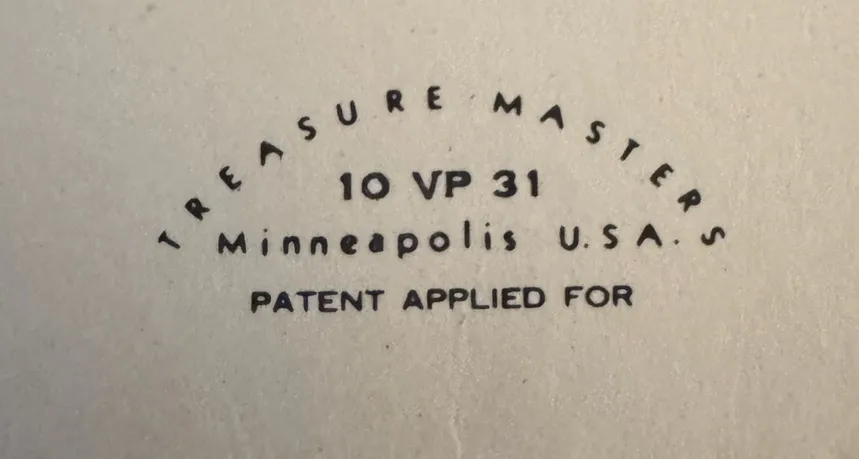 TREASURE MASTERS
10 VP 31
Minneapolis U.S.A.
PATENT APPLIED FOR